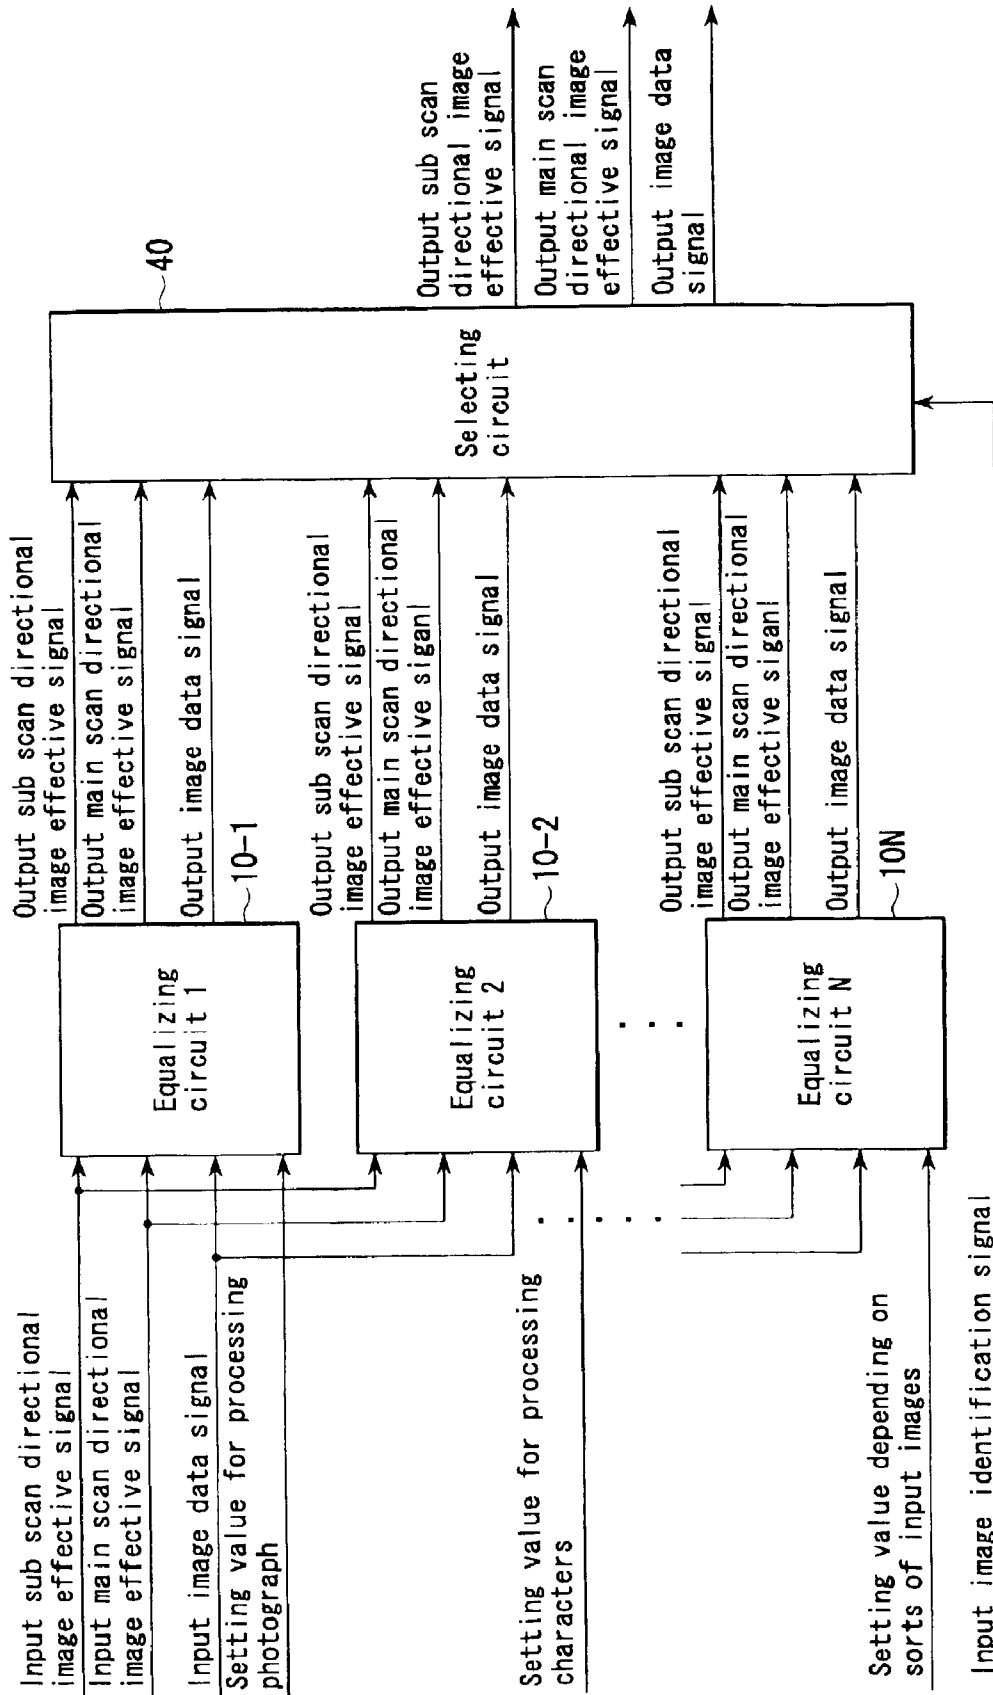 Input sub scan directional
image effective signal
Input main scan directional
image effective signal
Input image data signal
Setting value for processing
photograph
Setting value for processing
characters
Setting value depending on
sorts of input images
Input image identification signal
Equalizing
circuit 1
10-1
Equalizing
circuit 2
10-2
Equalizing
circuit N
10N
Output sub scan directional
image effective signal
Output main scan directional
image effective signal
Output image data signal
Output sub scan directional
image effective signal
Output main scan directional
image effective siganl
Output image data signal
Output sub scan directional
image effective signal
Output main scan directional
image effective siganl
Output image data signal
Selecting
circuit
40
Output sub scan
directional image
effective signal
Output main scan
directional image
effective signal
Output image data
signal